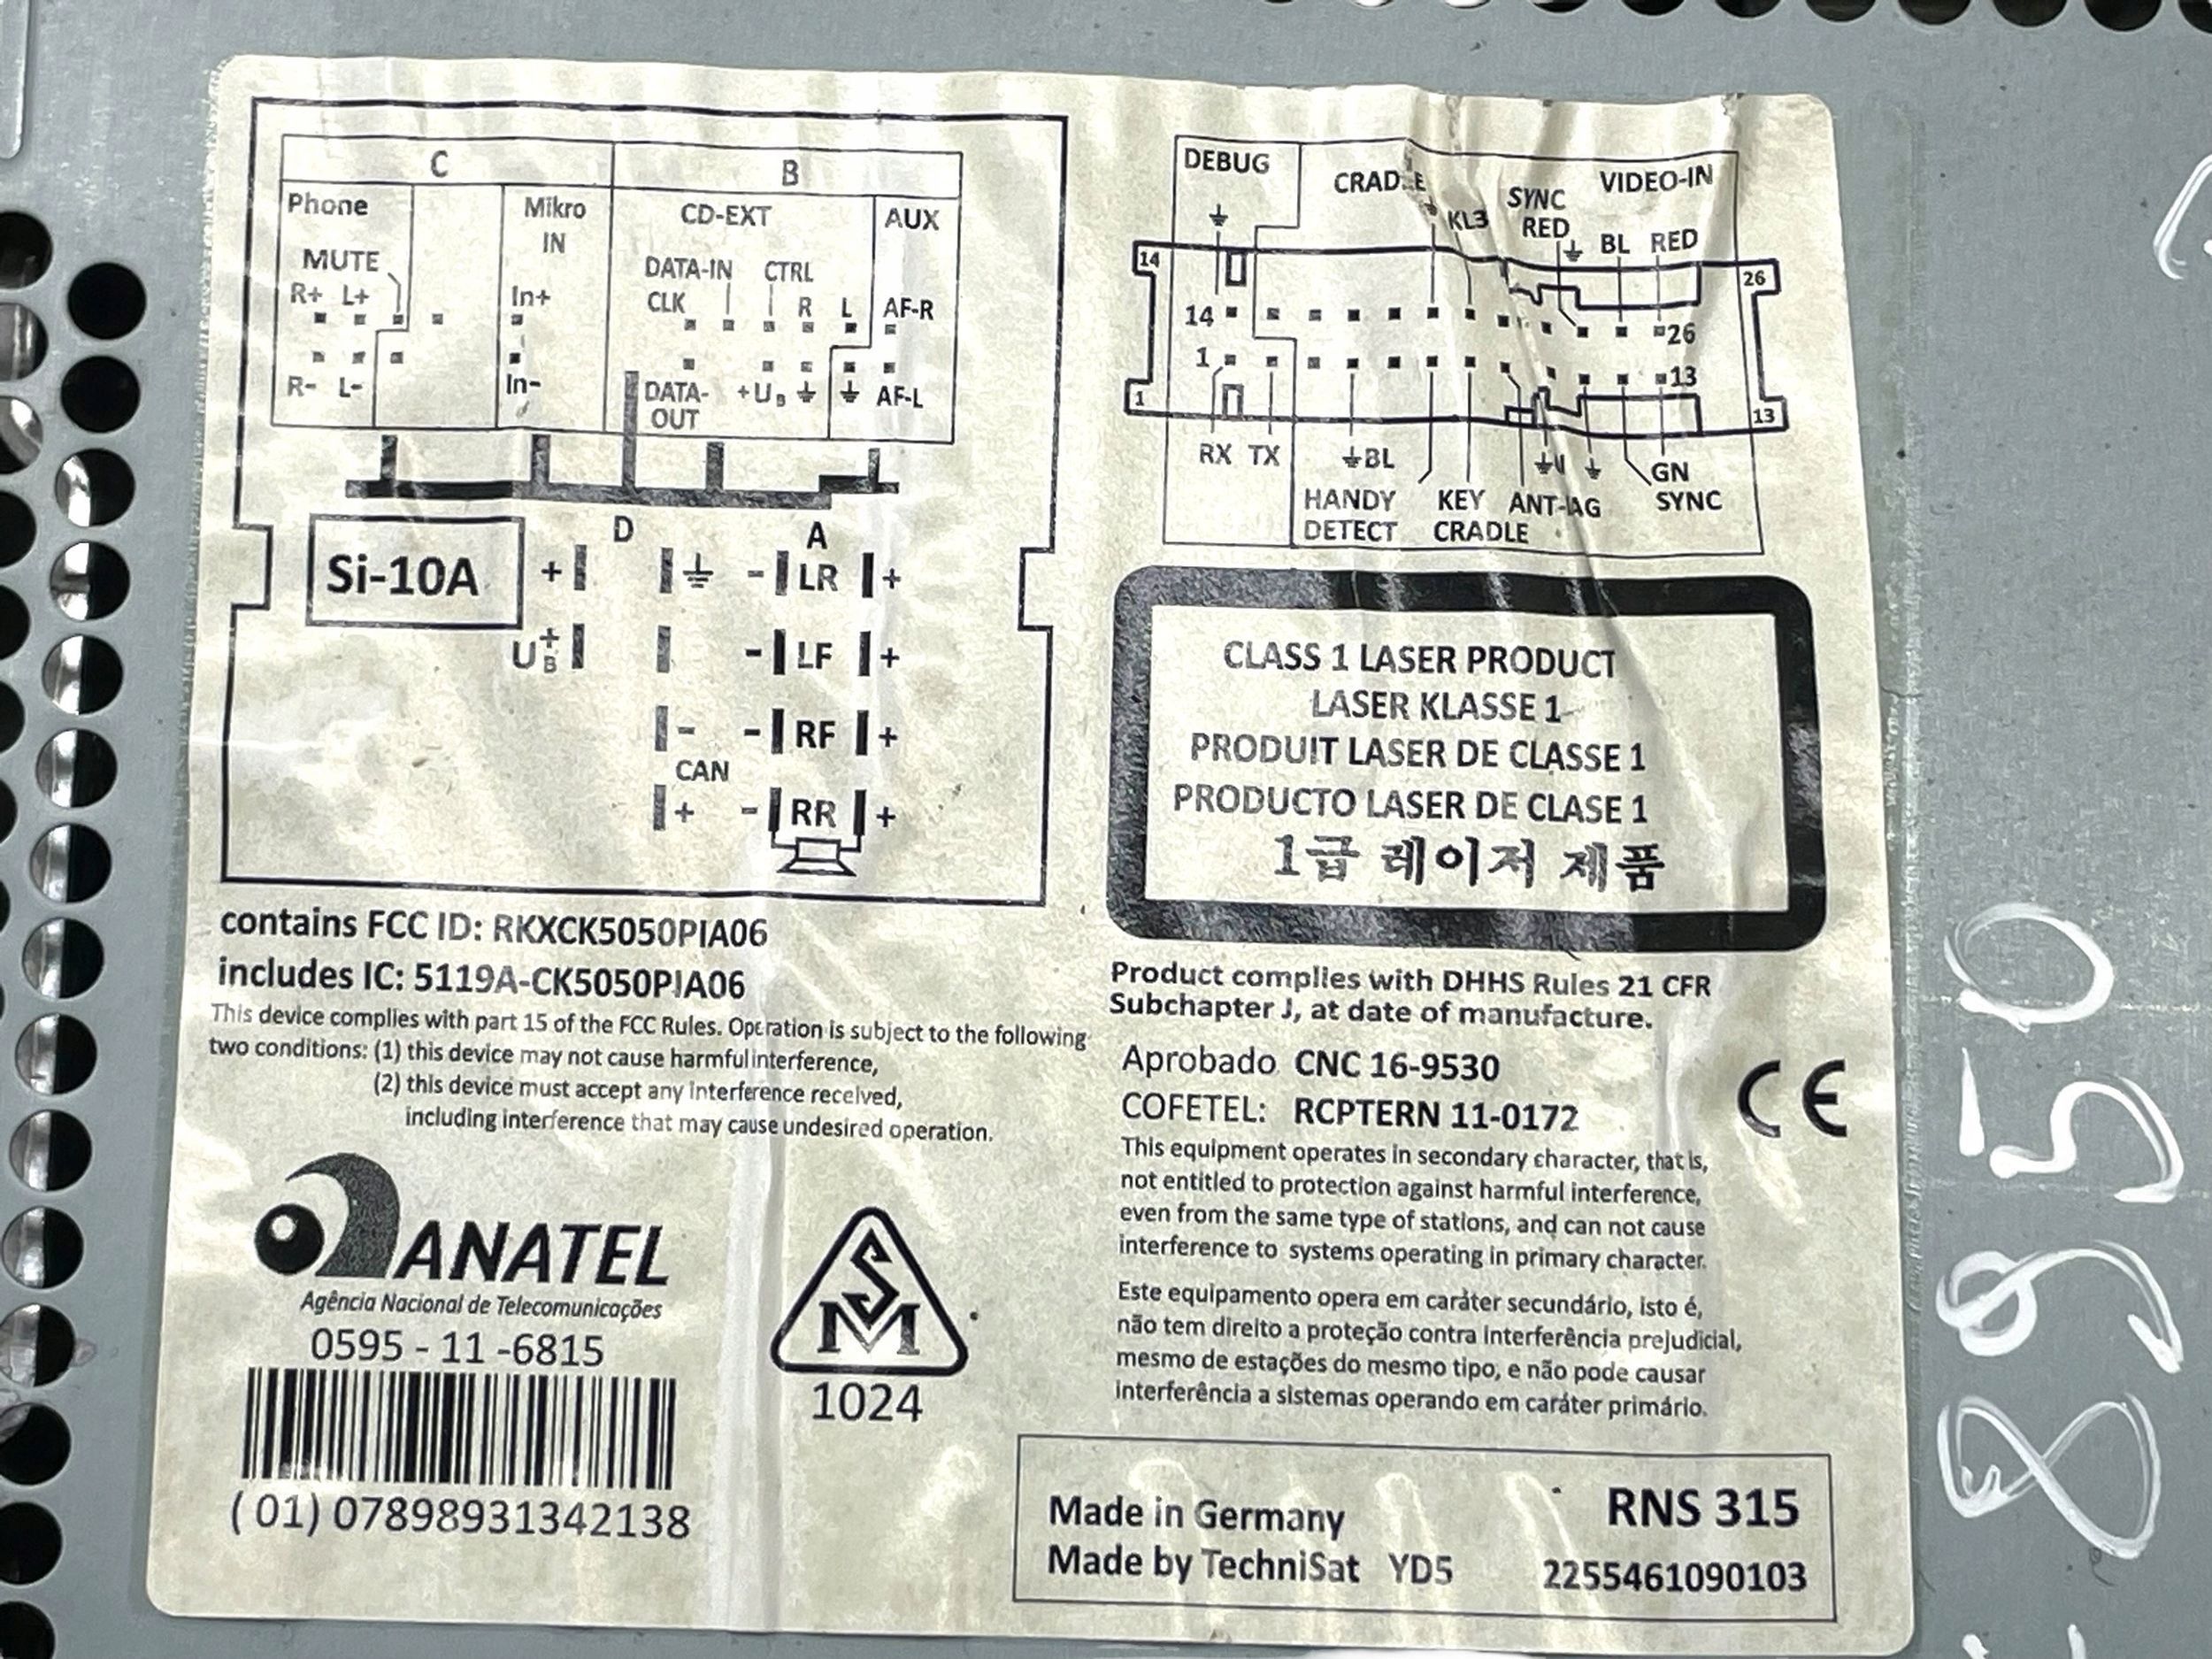 C B
Phone Mikro IN CD-EXT AUX
MUTE DATA-IN CTRL
R+ L+ In+ CLK R L AF-R
R- L- In- DATA-OUT +UB AF-L
D A
Si-10A + - LR +
U+B - LF +
- - RF +
CAN
+ - RR +
DEBUG CRADLE SYNC RED VIDEO-IN
KL3 BL RED
14 26
14 26
1 13
1 13
RX TX BL GN
HANDY DETECT KEY CRADLE SYNC
CLASS 1 LASER PRODUCT
LASER KLASSE 1
PRODUIT LASER DE CLASSE 1
PRODUCTO LASER DE CLASE 1
1급 레이저 제품
contains FCC ID: RKXCK5050PIA06
includes IC: 5119A-CK5050PIA06
This device complies with part 15 of the FCC Rules. Operation is subject to the following
two conditions: (1) this device may not cause harmful interference,
(2) this device must accept any interference received,
including interference that may cause undesired operation.
Product complies with DHHS Rules 21 CFR
Subchapter J, at date of manufacture.
Aprobado CNC 16-9530
COFETEL: RCPTERN 11-0172
CE
This equipment operates in secondary character, that is,
not entitled to protection against harmful interference,
even from the same type of stations, and can not cause
interference to systems operating in primary character.
Este equipamento opera em caráter secundário, isto é,
não tem direito a proteção contra interferência prejudicial,
mesmo de estações do mesmo tipo, e não pode causar
interferência a sistemas operando em caráter primário.
ANATEL
Agência Nacional de Telecomunicações
0595 - 11 -6815
(01) 07898931342138
SM
1024
Made in Germany RNS 315
Made by TechniSat YD5 2255461090103